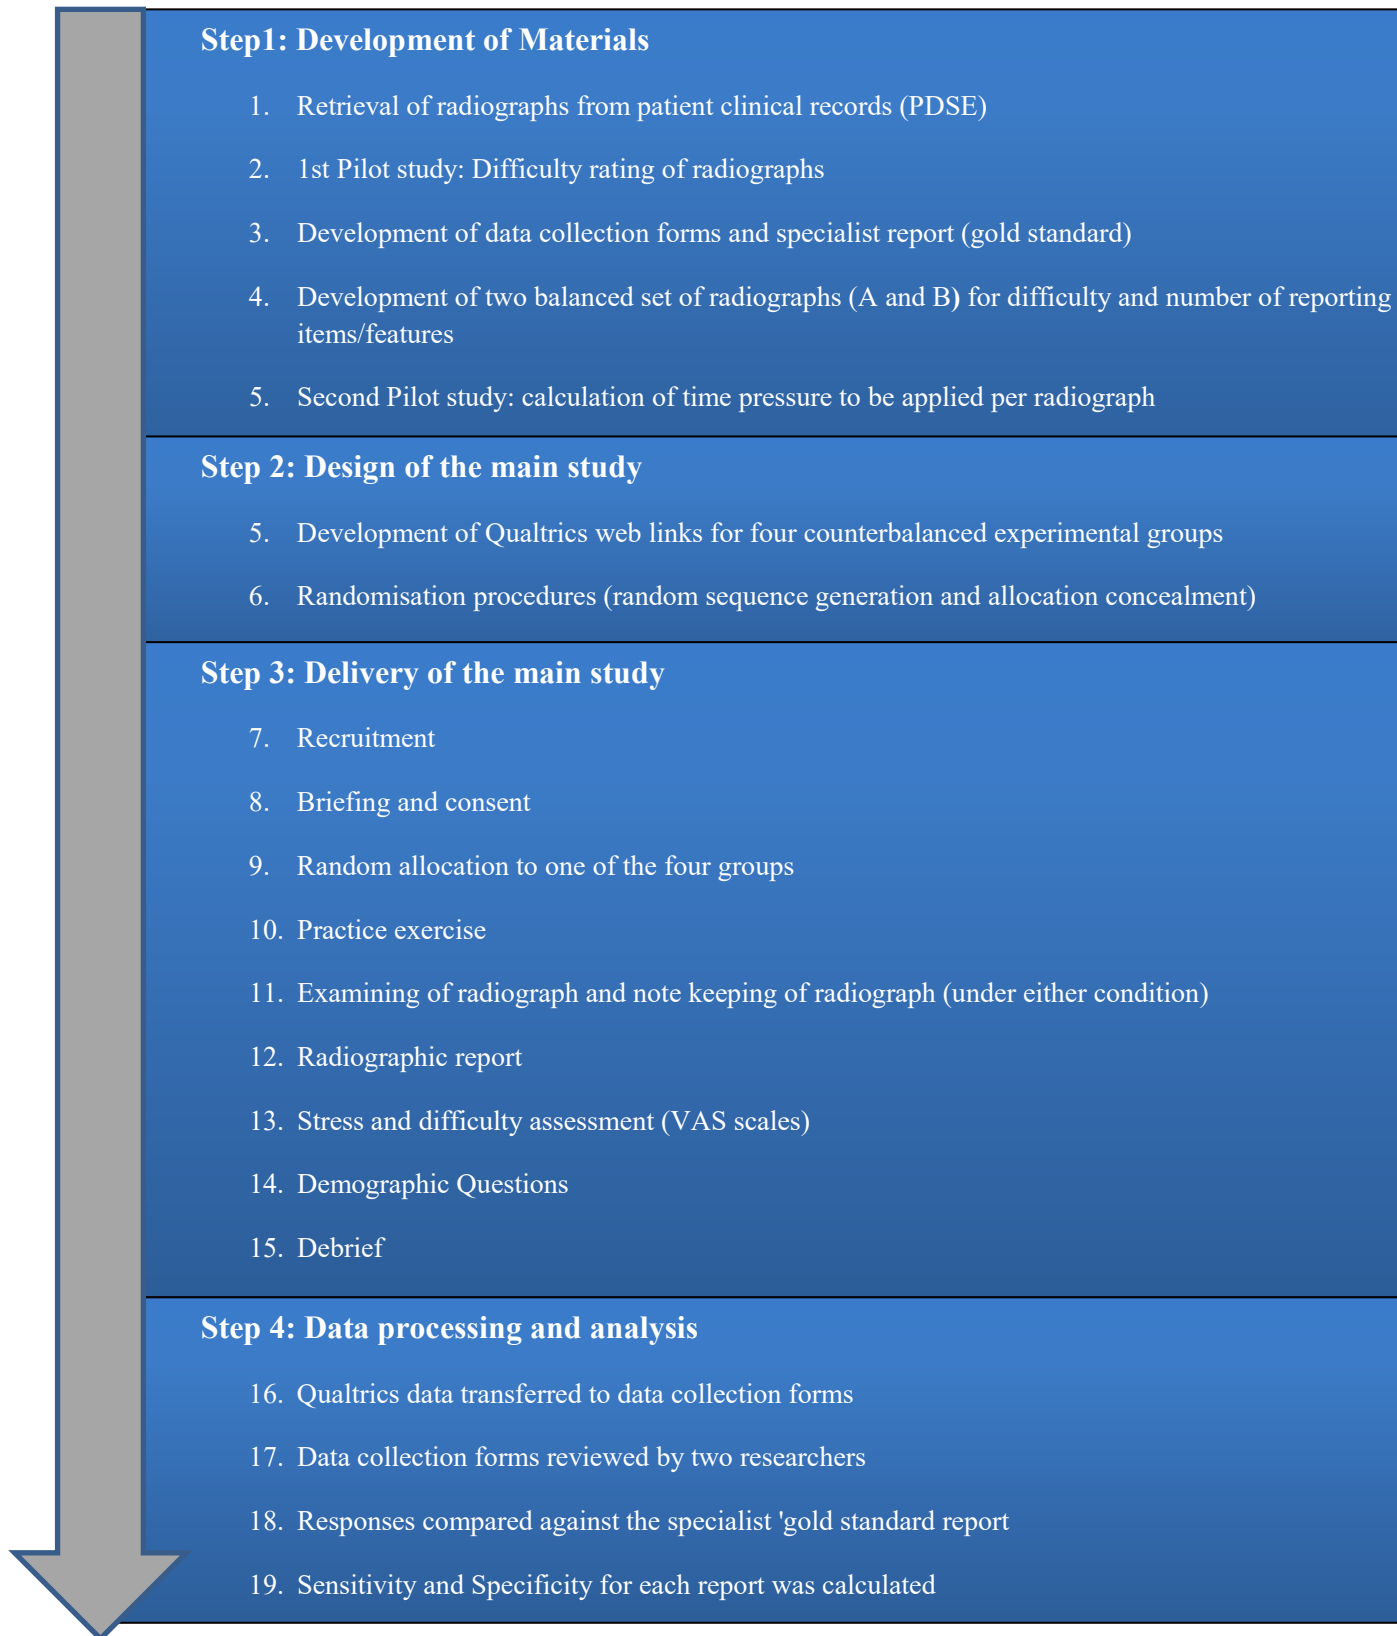 Step1: Development of Materials
1. Retrieval of radiographs from patient clinical records (PDSE)
2. 1st Pilot study: Difficulty rating of radiographs
3. Development of data collection forms and specialist report (gold standard)
4. Development of two balanced set of radiographs (A and B) for difficulty and number of reporting
items/features
5. Second Pilot study: calculation of time pressure to be applied per radiograph
Step 2: Design of the main study
5. Development of Qualtrics web links for four counterbalanced experimental groups
6. Randomisation procedures (random sequence generation and allocation concealment)
Step 3: Delivery of the main study
7. Recruitment
8. Briefing and consent
9. Random allocation to one of the four groups
10. Practice exercise
11. Examining of radiograph and note keeping of radiograph (under either condition)
12. Radiographic report
13. Stress and difficulty assessment (VAS scales)
14. Demographic Questions
15. Debrief
Step 4: Data processing and analysis
16. Qualtrics data transferred to data collection forms
17. Data collection forms reviewed by two researchers
18. Responses compared against the specialist 'gold standard report
19. Sensitivity and Specificity for each report was calculated